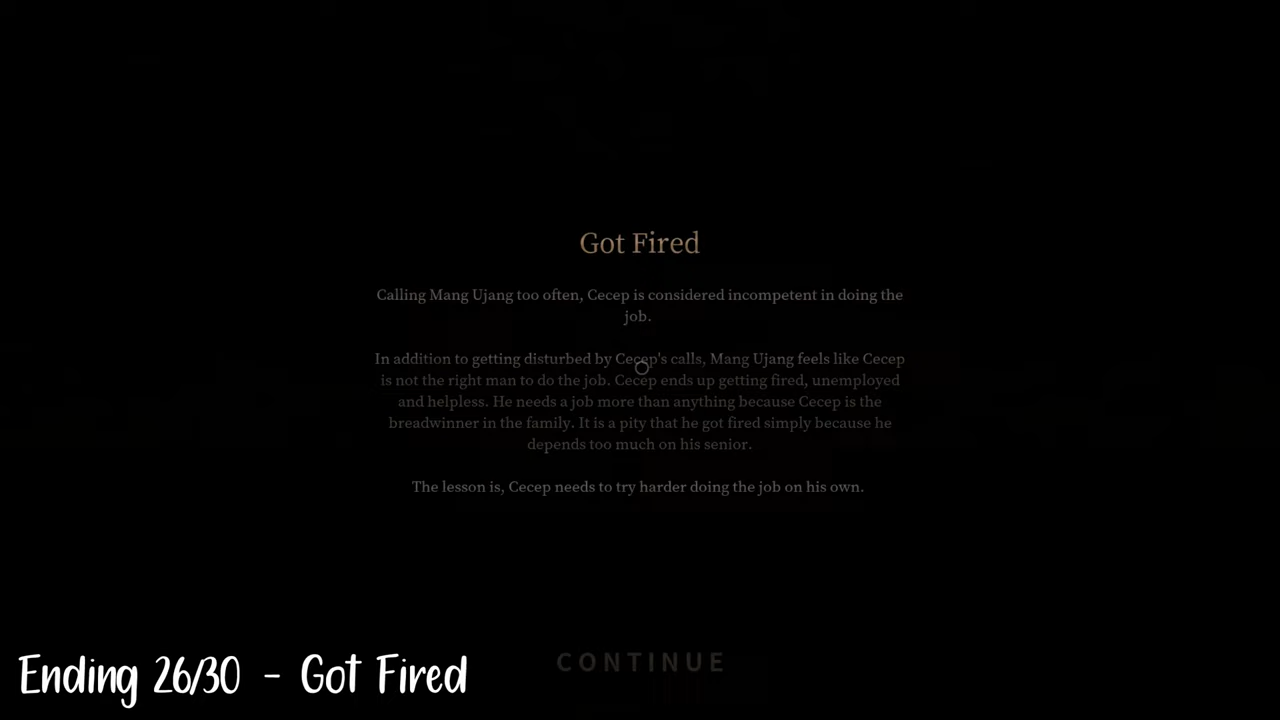 Got Fired
Calling Mang Ujang too often, Cecep is considered incompetent in doing the
job.
In addition to getting disturbed by Cecep's calls, Mang Ujang feels like Cecep
is not the right man to do the job. Cecep ends up getting fired, unemployed
and helpless. He needs a job more than anything because Cecep is the
breadwinner in the family. It is a pity that he got fired simply because he
depends too much on his senior.
The lesson is, Cecep needs to try harder doing the job on his own.
CONTINUE
Ending 26/30 - Got Fired